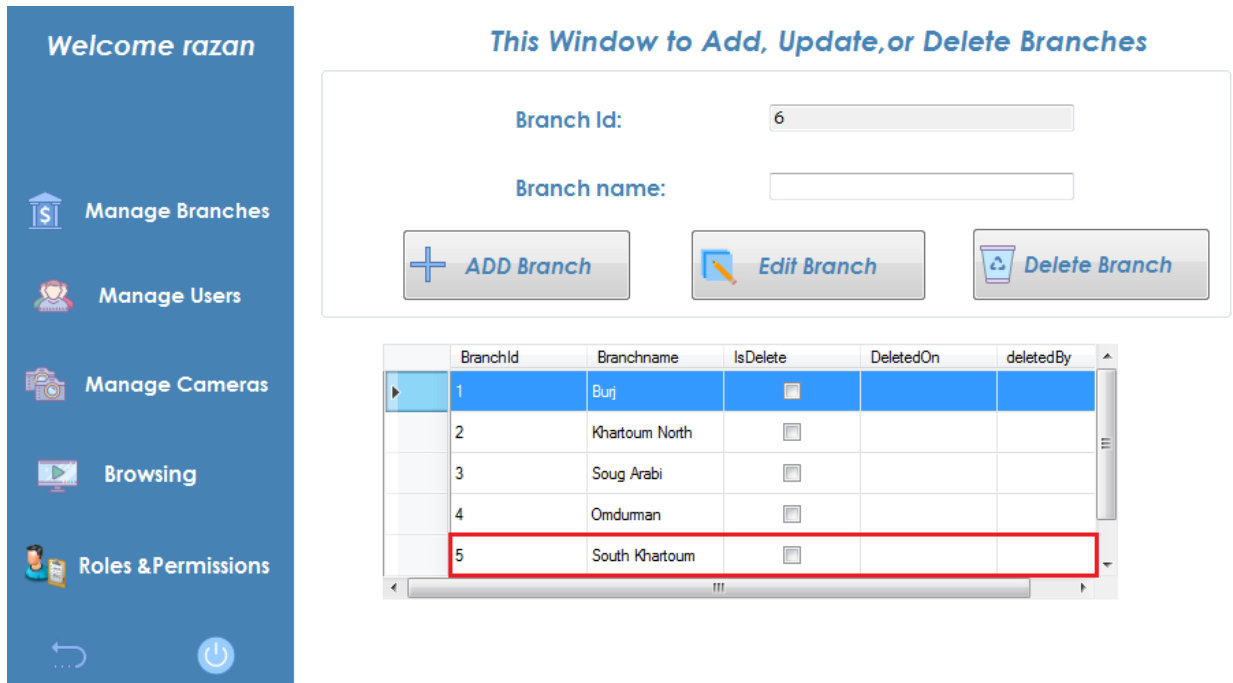 Welcome razan
Manage Branches
Manage Users
Manage Cameras
Browsing
Roles &Permissions
This Window to Add, Update,or Delete Branches
Branch Id:
6
Branch name:
ADD Branch
Edit Branch
Delete Branch
BranchId Branchname IsDelete DeletedOn deletedBy
1 Burj
2 Khartoum North
3 Soug Arabi
4 Omdurman
5 South Khartoum